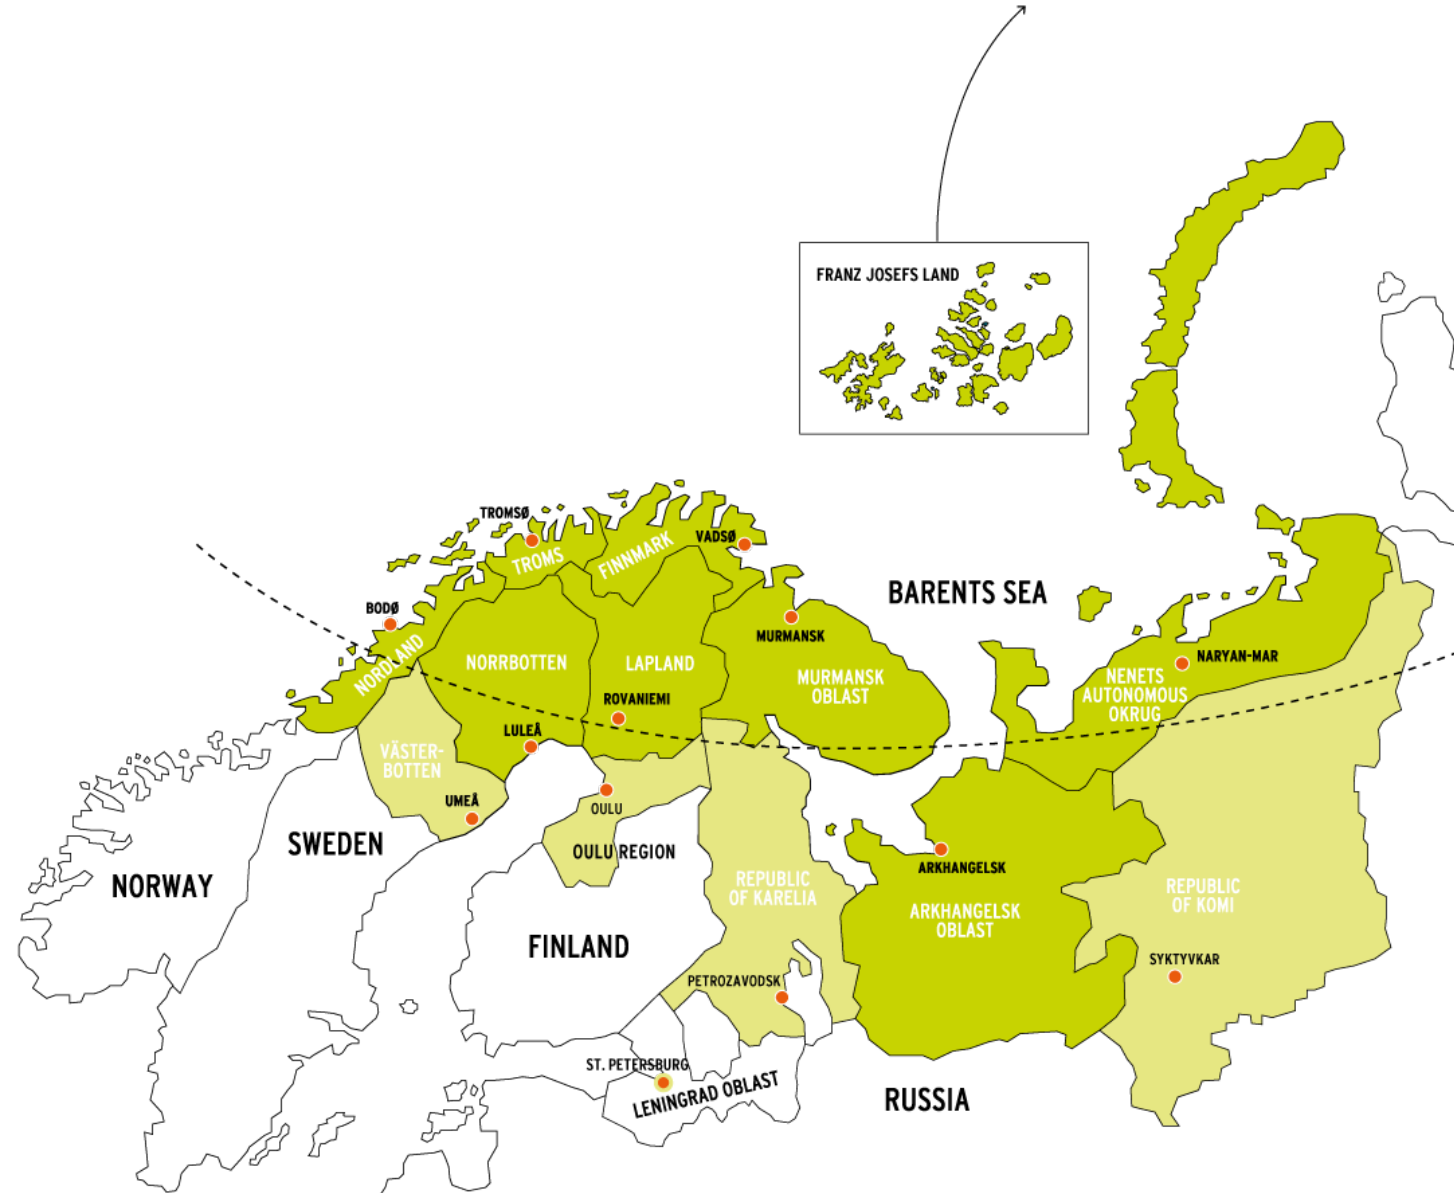 FRANZ JOSEFS LAND
TROMSØ
VADSØ
TROMS
FINNMARK
BARENTS SEA
BODØ
MURMANSK
NORDLAND
NORRBOTTEN
LAPLAND
MURMANSK
OBLAST
NARYAN-MAR
NENETS
AUTONOMOUS
OKRUG
ROVANIEMI
LULEÅ
VÄSTER-
BOTTEN
UMEÅ
OULU
SWEDEN
OULU REGION
ARKHANGELSK
NORWAY
REPUBLIC
OF KARELIA
REPUBLIC
OF KOMI
ARKHANGELSK
OBLAST
FINLAND
SYKTYVKAR
PETROZAVODSK
ST. PETERSBURG
LENINGRAD OBLAST
RUSSIA